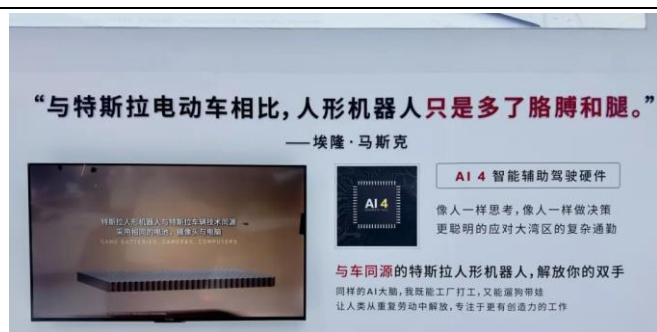 “与特斯拉电动车相比，人形机器人只是多了胳膊和腿。”
——埃隆·马斯克
特斯拉人形机器人与特斯拉车辆技术同源
采用相同的电池、摄像头与电脑
SAME BATTERIES, CAMERAS, COMPUTERS
AI 4
AI 4 智能辅助驾驶硬件
像人一样思考，像人一样做决策
更聪明的应对大湾区的复杂通勤
与车同源的特斯拉人形机器人，解放你的双手
同样的AI大脑，我既能工厂打工，又能遛狗带娃
让人类从重复劳动中解放，专注于更有创造力的工作